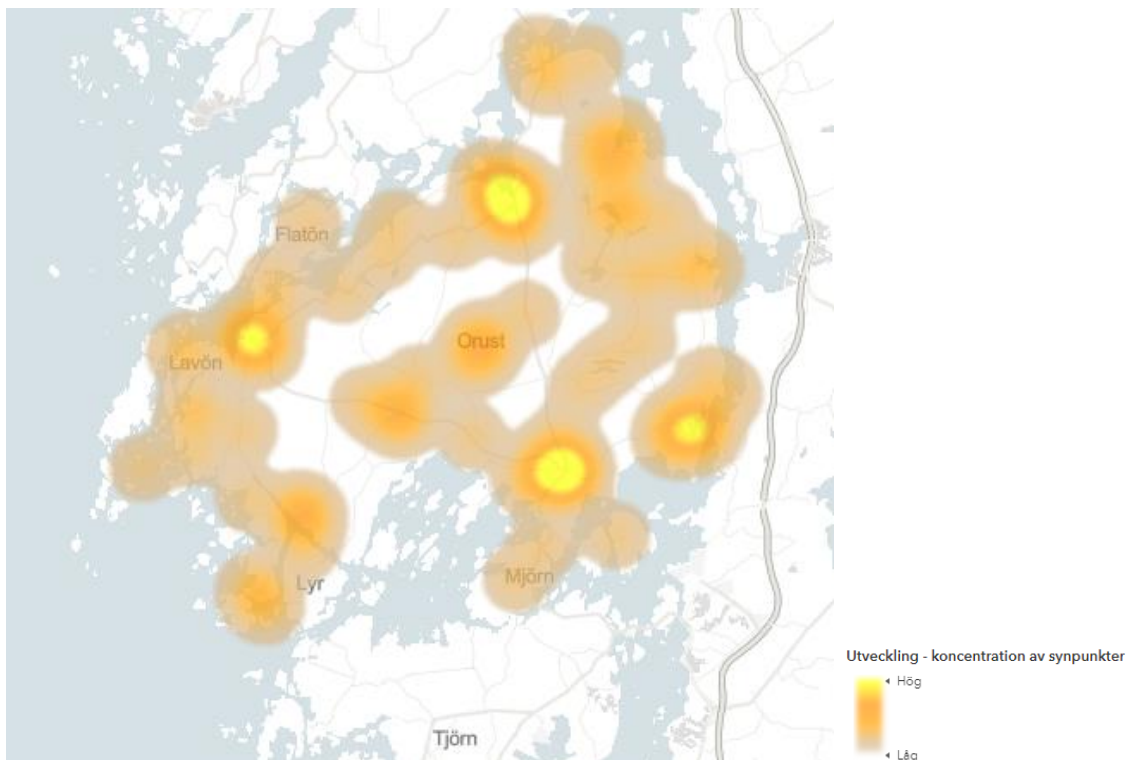 Flatön
Orust
Lavön
Mjörn
Lyr
Tjörn
Utveckling - koncentration av synpunkter
Hög
Låg